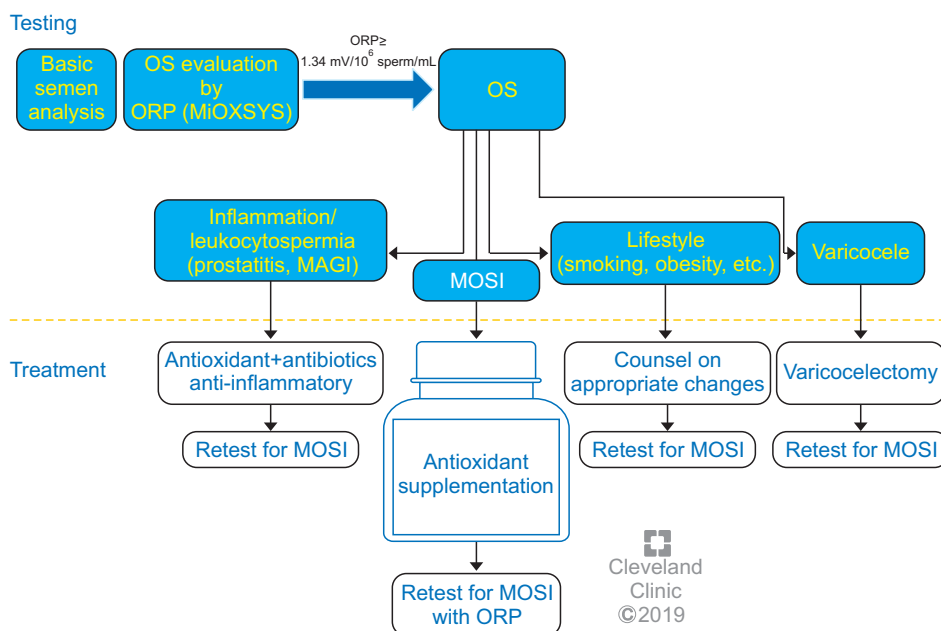 Testing
Basic
semen
analysis
OS evaluation
by
ORP (MiOXSYS)
ORP≥
1.34 mV/10⁶ sperm/mL
OS
Inflammation/
leukocytospermia
(prostatitis, MAGI)
MOSI
Lifestyle
(smoking, obesity, etc.)
Varicocele
Treatment
Antioxidant+antibiotics
anti-inflammatory
Retest for MOSI
Antioxidant
supplementation
Retest for MOSI
with ORP
Counsel on
appropriate changes
Retest for MOSI
Varicocelectomy
Retest for MOSI
Cleveland
Clinic
©2019